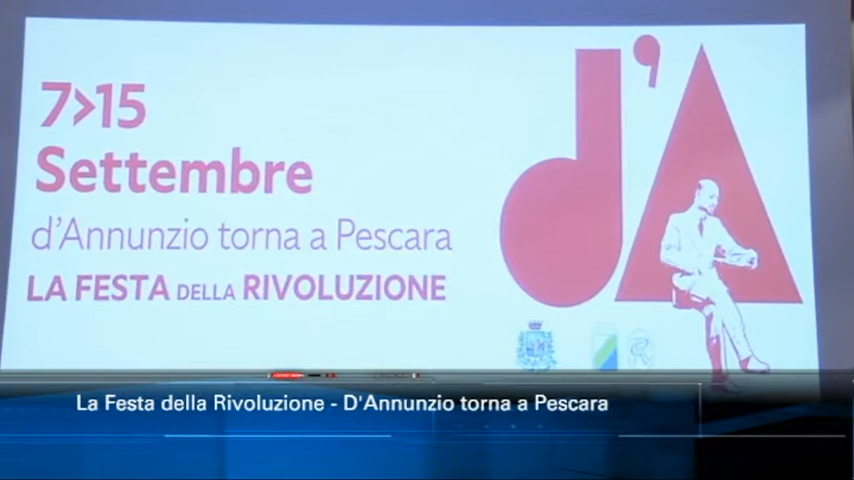 7>15
Settembre
d'Annunzio torna a Pescara
LA FESTA DELLA RIVOLUZIONE
d'A
La Festa della Rivoluzione - D'Annunzio torna a Pescara